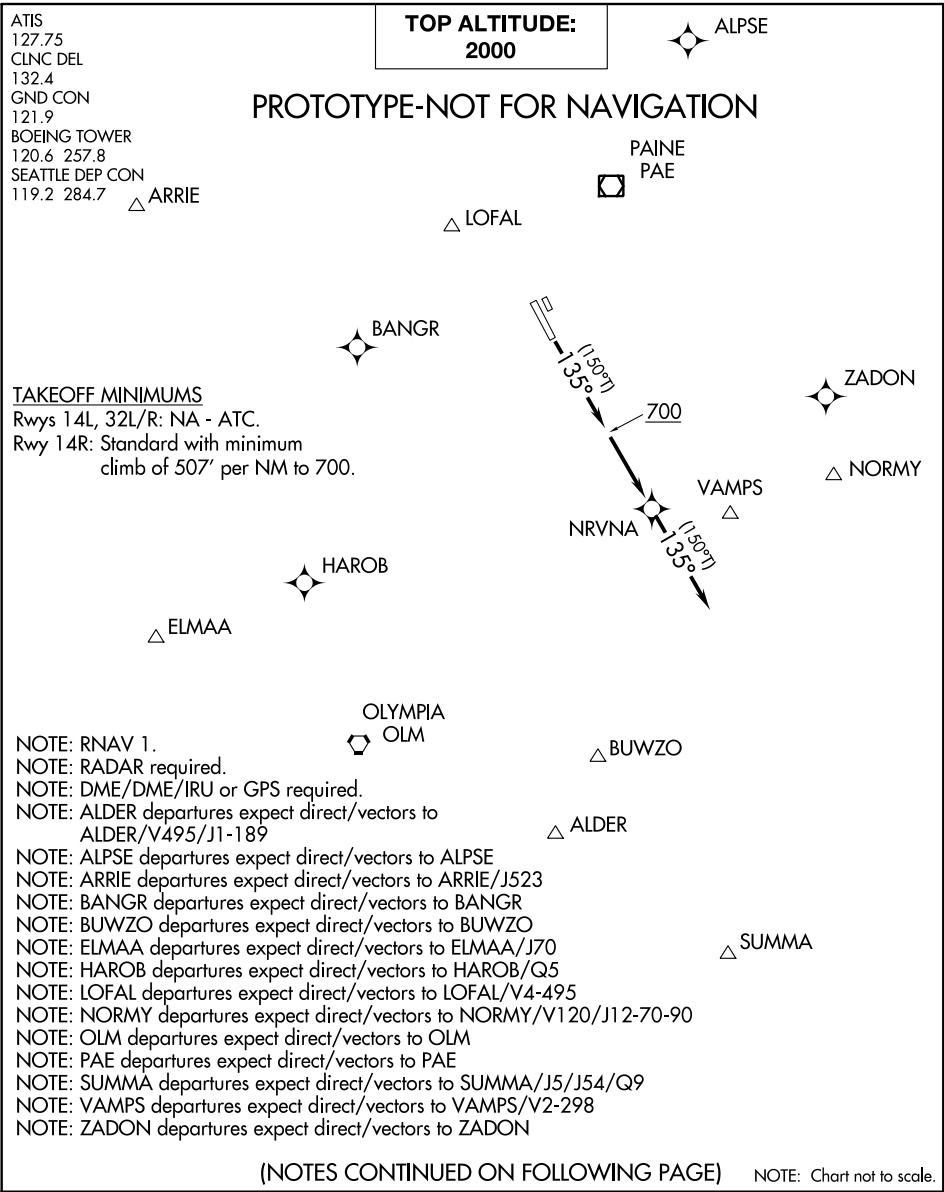 ATIS
127.75
CLNC DEL
132.4
GND CON
121.9
BOEING TOWER
120.6 257.8
SEATTLE DEP CON
119.2 284.7
TOP ALTITUDE:
2000
ALPSE
PROTOTYPE-NOT FOR NAVIGATION
PAINE
PAE
ARRIE
LOFAL
BANGR
135°
(150°T)
700
ZADON
TAKEOFF MINIMUMS
Rwys 14L, 32L/R: NA - ATC.
Rwy 14R: Standard with minimum
climb of 507' per NM to 700.
NORMY
VAMPS
NRVNA
135°
(150°T)
HAROB
ELMAA
OLYMPIA
OLM
BUWZO
ALDER
SUMMA
NOTE: RNAV 1.
NOTE: RADAR required.
NOTE: DME/DME/IRU or GPS required.
NOTE: ALDER departures expect direct/vectors to
ALDER/V495/J1-189
NOTE: ALPSE departures expect direct/vectors to ALPSE
NOTE: ARRIE departures expect direct/vectors to ARRIE/J523
NOTE: BANGR departures expect direct/vectors to BANGR
NOTE: BUWZO departures expect direct/vectors to BUWZO
NOTE: ELMAA departures expect direct/vectors to ELMAA/J70
NOTE: HAROB departures expect direct/vectors to HAROB/Q5
NOTE: LOFAL departures expect direct/vectors to LOFAL/V4-495
NOTE: NORMY departures expect direct/vectors to NORMY/V120/J12-70-90
NOTE: OLM departures expect direct/vectors to OLM
NOTE: PAE departures expect direct/vectors to PAE
NOTE: SUMMA departures expect direct/vectors to SUMMA/J5/J54/Q9
NOTE: VAMPS departures expect direct/vectors to VAMPS/V2-298
NOTE: ZADON departures expect direct/vectors to ZADON
(NOTES CONTINUED ON FOLLOWING PAGE)
NOTE: Chart not to scale.